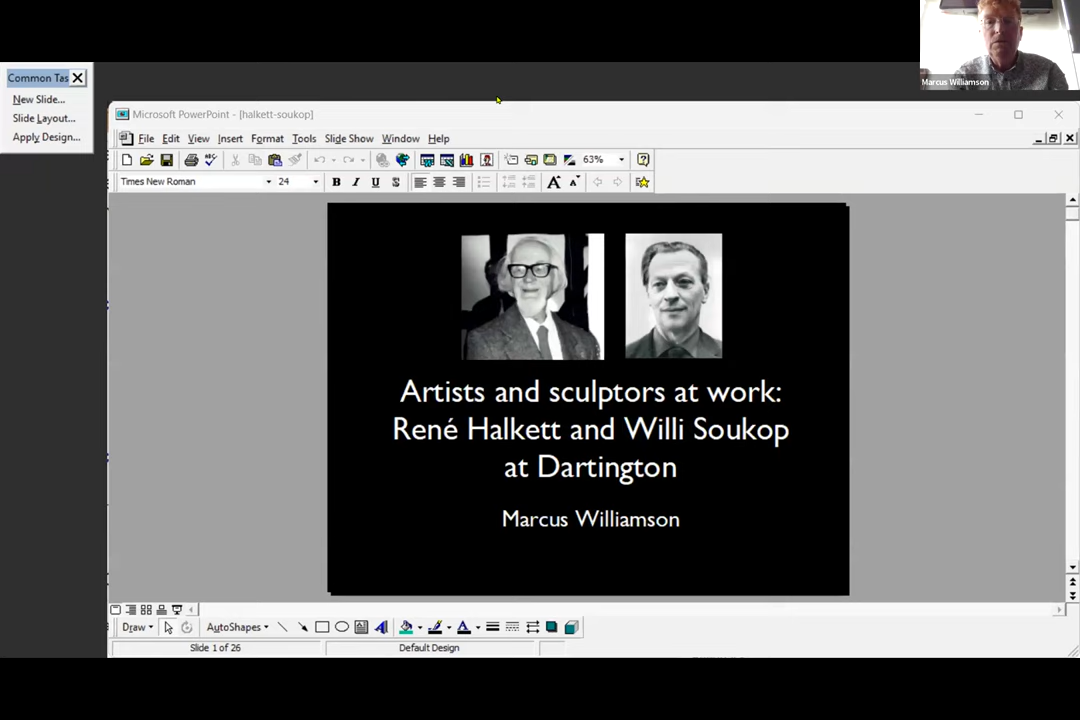 Marcus Williamson
Common Tas
New Slide...
Slide Layout...
Apply Design...
Microsoft PowerPoint - [halkett-soukop]
File Edit View Insert Format Tools Slide Show Window Help
63%
Times New Roman 24 B I U S A A
Artists and sculptors at work:
René Halkett and Willi Soukop
at Dartington
Marcus Williamson
Draw AutoShapes
Slide 1 of 26 Default Design